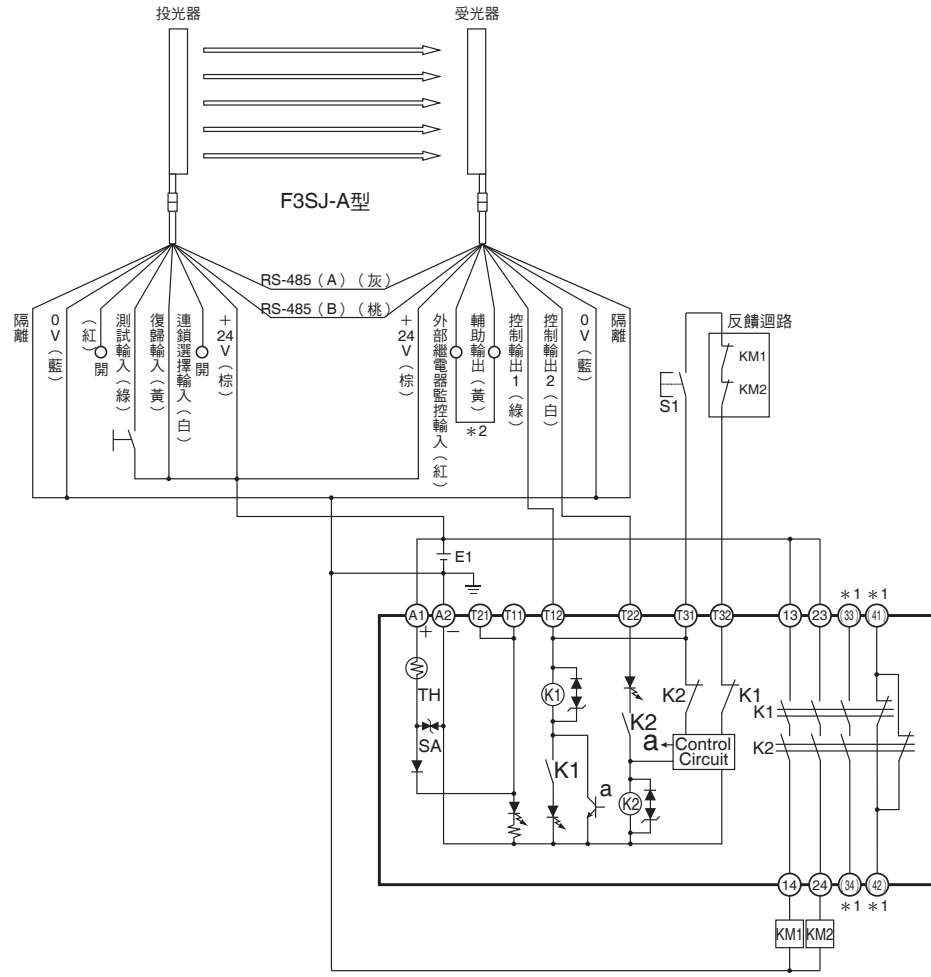 投光器
受光器
F3SJ-A型
RS-485（A）（灰）
RS-485（B）（桃）
隔離
0V（藍）
（紅）
開
測試輸入（綠）
復歸輸入（黃）
連鎖選擇輸入（白）
開
＋24V（棕）
＋24V（棕）
外部繼電器監控輸入（紅）
輔助輸出（黃）
＊2
控制輸出1（綠）
控制輸出2（白）
0V（藍）
隔離
反饋迴路
KM1
KM2
S1
E1
＊1 ＊1
A1 A2 T21 T11 T12 T22 T31 T32 13 23 (33) (41)
＋ －
TH
SA
K1
K1
a
K2
K2
K2
K1
a
Control
Circuit
K1
K2
14 24 (34) (42)
＊1 ＊1
KM1 KM2